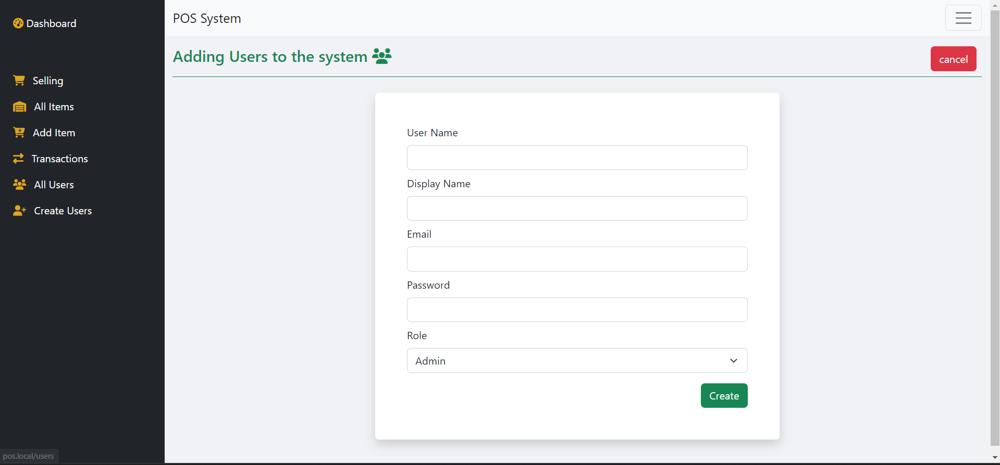 Dashboard
Selling
All Items
Add Item
Transactions
All Users
Create Users
pos.local/users
POS System
Adding Users to the system
cancel
User Name
Display Name
Email
Password
Role
Admin
Create